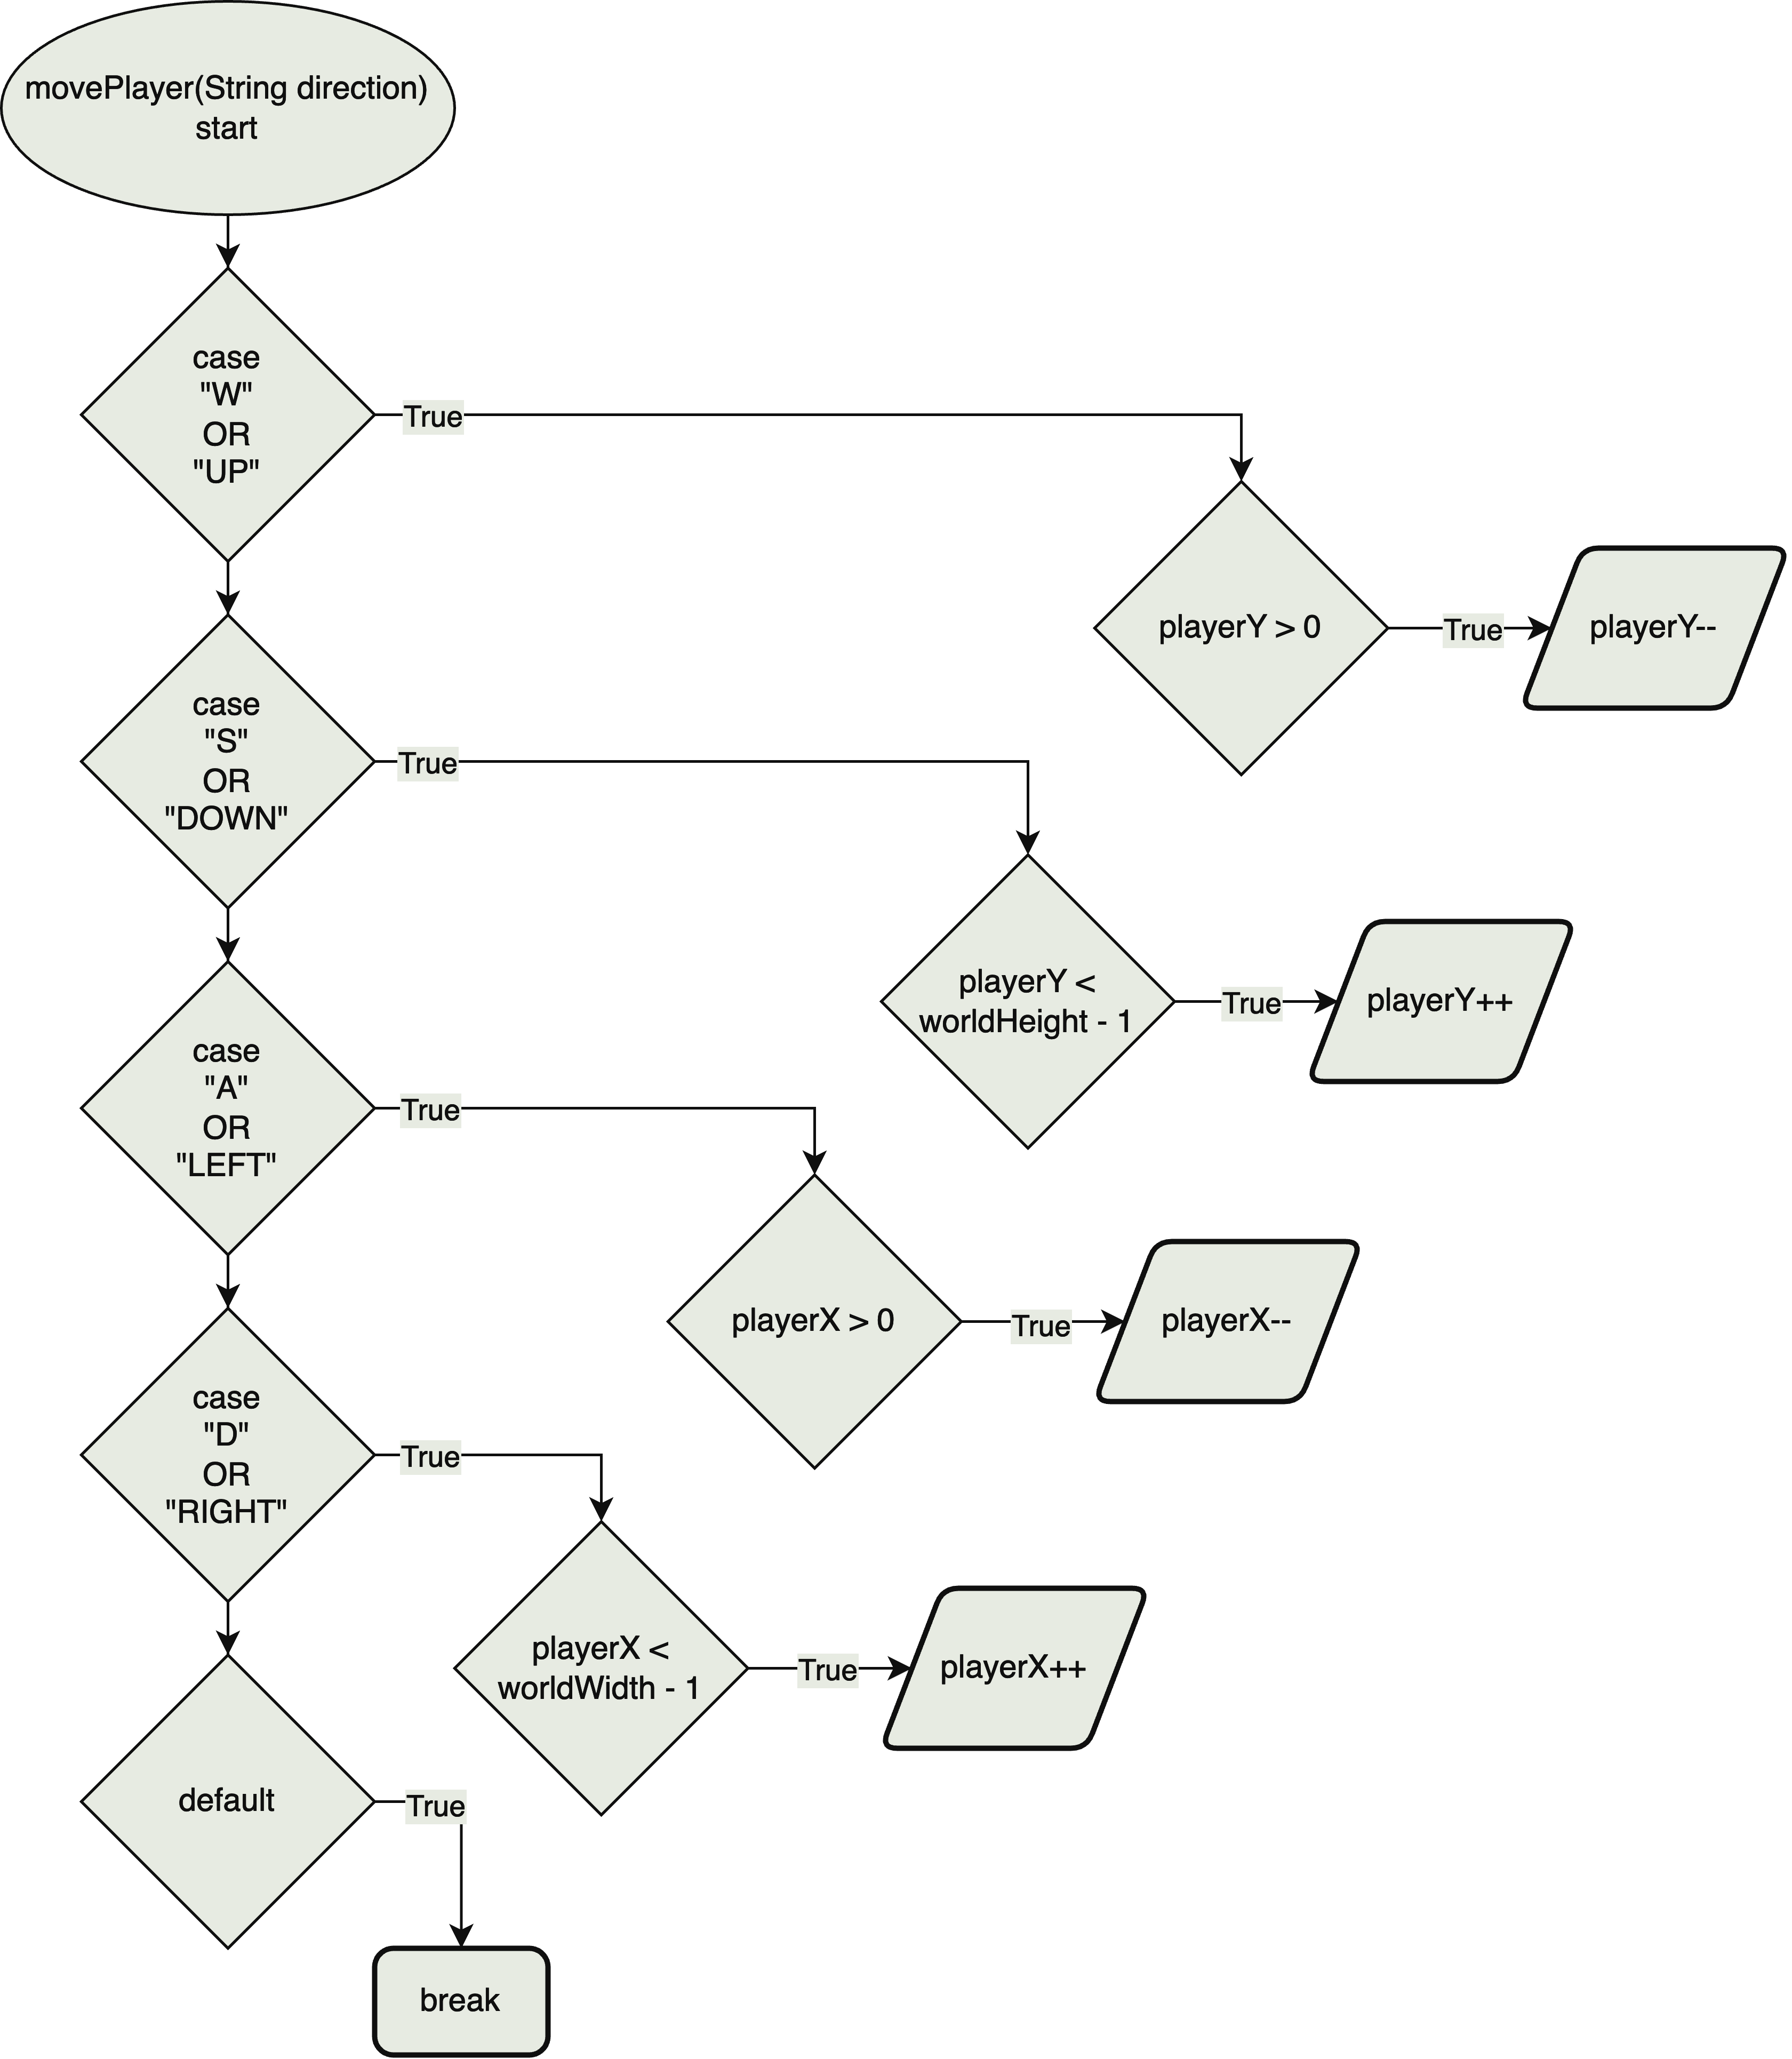 movePlayer(String direction)
start
case
"W"
OR
"UP"
True
playerY > 0
True
playerY--
case
"S"
OR
"DOWN"
True
playerY <
worldHeight - 1
True
playerY++
case
"A"
OR
"LEFT"
True
playerX > 0
True
playerX--
case
"D"
OR
"RIGHT"
True
playerX <
worldWidth - 1
True
playerX++
default
True
break